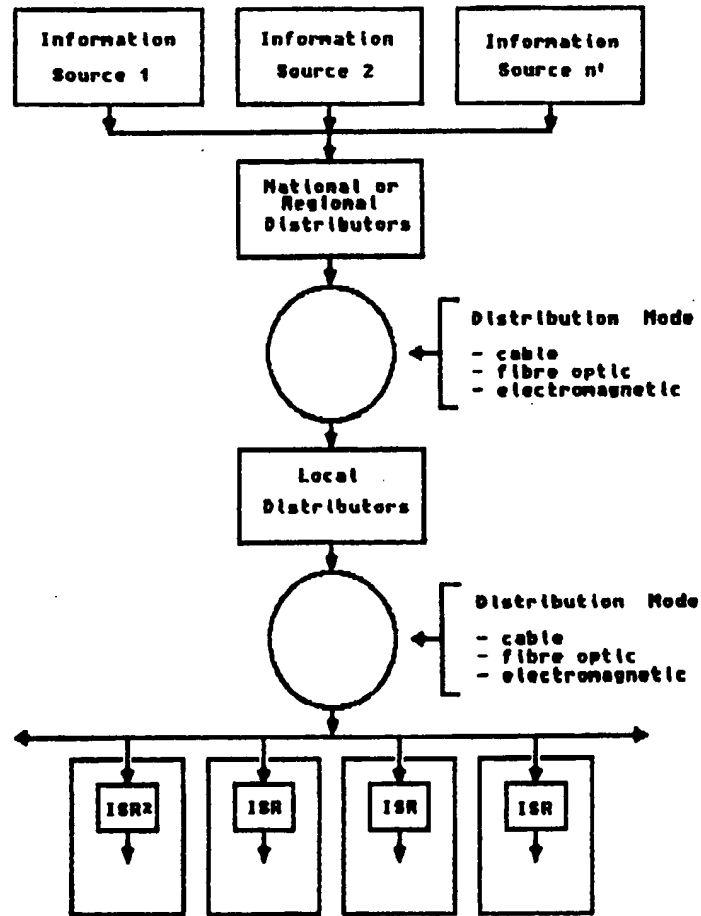 Information
Source 1
Information
Source 2
Information
Source n¹
National or
Regional
Distributors
Distribution Mode
- cable
- fibre optic
- electromagnetic
Local
Distributors
Distribution Mode
- cable
- fibre optic
- electromagnetic
ISR²
ISR
ISR
ISR